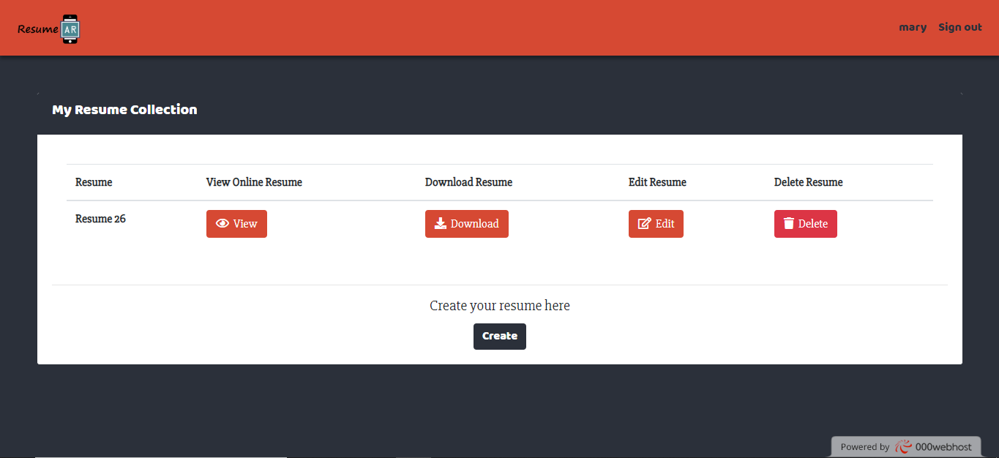 Resume AR
mary Sign out
My Resume Collection
Resume View Online Resume Download Resume Edit Resume Delete Resume
Resume 26 View Download Edit Delete
Create your resume here
Create
Powered by 000webhost